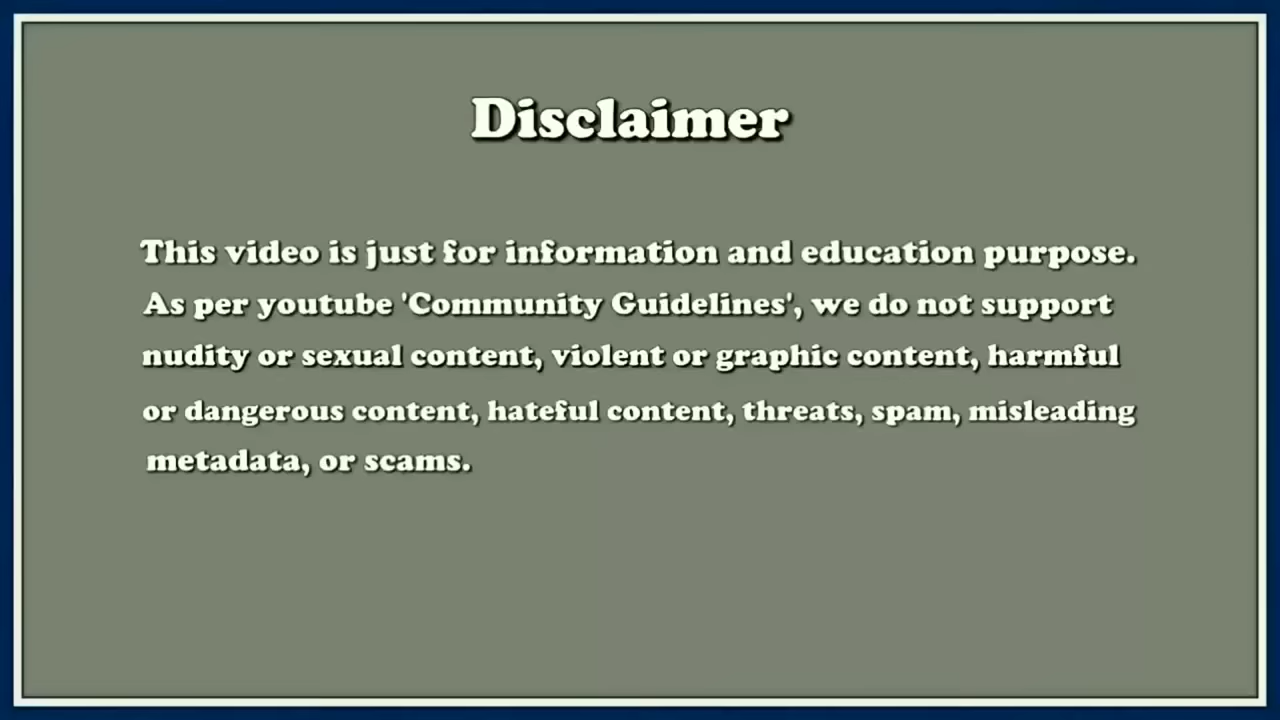 Disclaimer
This video is just for information and education purpose.
As per youtube 'Community Guidelines', we do not support
nudity or sexual content, violent or graphic content, harmful
or dangerous content, hateful content, threats, spam, misleading
metadata, or scams.